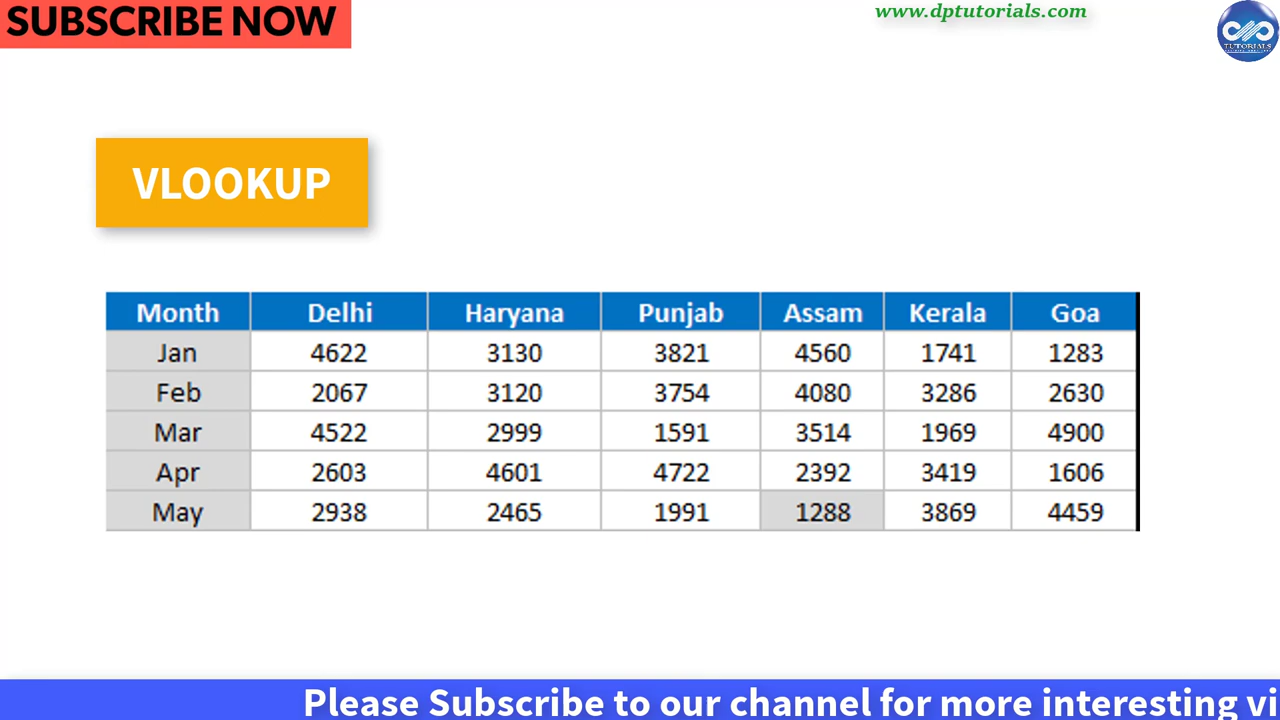 SUBSCRIBE NOW
www.dptutorials.com
TUTORIALS
VLOOKUP
Month Delhi Haryana Punjab Assam Kerala Goa
Jan 4622 3130 3821 4560 1741 1283
Feb 2067 3120 3754 4080 3286 2630
Mar 4522 2999 1591 3514 1969 4900
Apr 2603 4601 4722 2392 3419 1606
May 2938 2465 1991 1288 3869 4459
Please Subscribe to our channel for more interesting vi